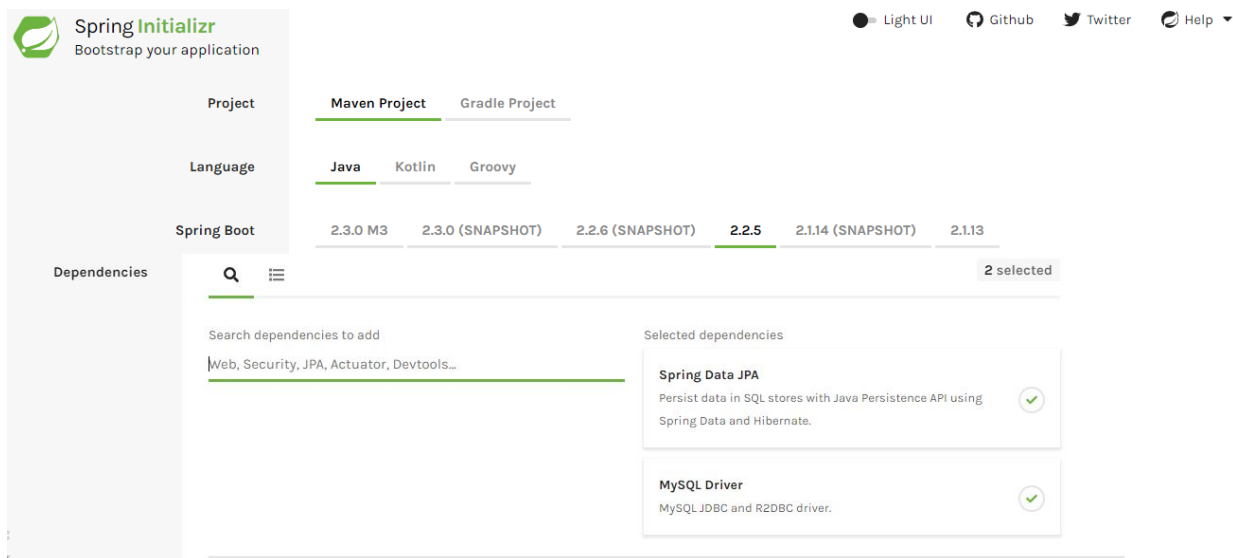 Spring Initializr
Bootstrap your application
Light UI
Github
Twitter
Help
Project
Maven Project
Gradle Project
Language
Java
Kotlin
Groovy
Spring Boot
2.3.0 M3
2.3.0 (SNAPSHOT)
2.2.6 (SNAPSHOT)
2.2.5
2.1.14 (SNAPSHOT)
2.1.13
Dependencies
2 selected
Search dependencies to add
Web, Security, JPA, Actuator, Devtools...
Selected dependencies
Spring Data JPA
Persist data in SQL stores with Java Persistence API using
Spring Data and Hibernate.
MySQL Driver
MySQL JDBC and R2DBC driver.